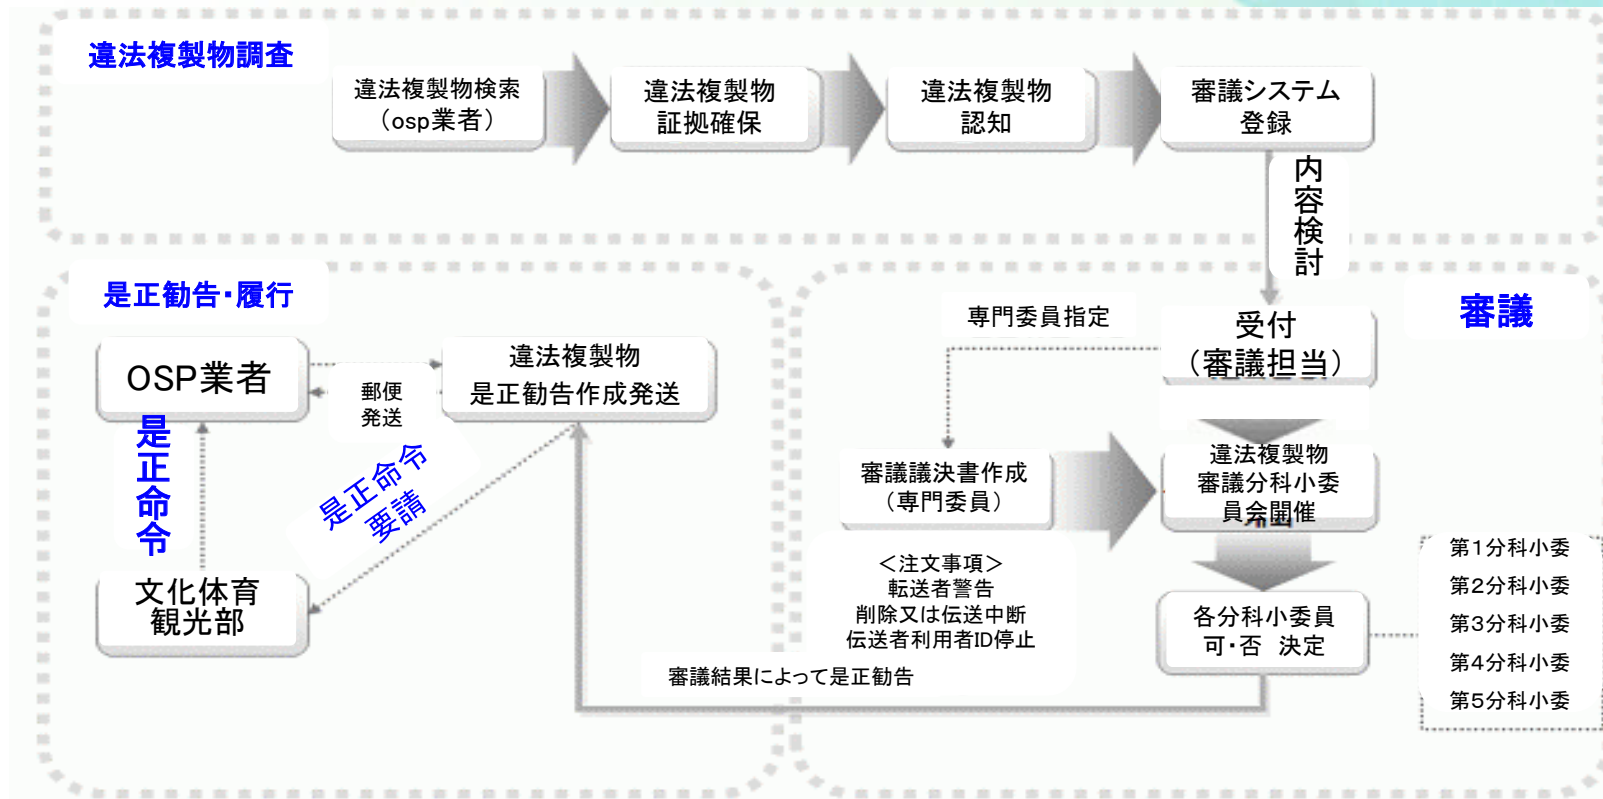 違法複製物調査
違法複製物検索
（osp業者）
違法複製物
証拠確保
違法複製物
認知
審議システム
登録
内容検討
是正勧告・履行
OSP業者
郵便
発送
違法複製物
是正勧告作成発送
是正命令
是正命令
要請
文化体育
観光部
審議
専門委員指定
受付
（審議担当）
審議議決書作成
（専門委員）
違法複製物
審議分科小委
員会開催
＜注文事項＞
転送者警告
削除又は伝送中断
伝送者利用者ID停止
各分科小委員
可・否　決定
第1分科小委
第2分科小委
第3分科小委
第4分科小委
第5分科小委
審議結果によって是正勧告